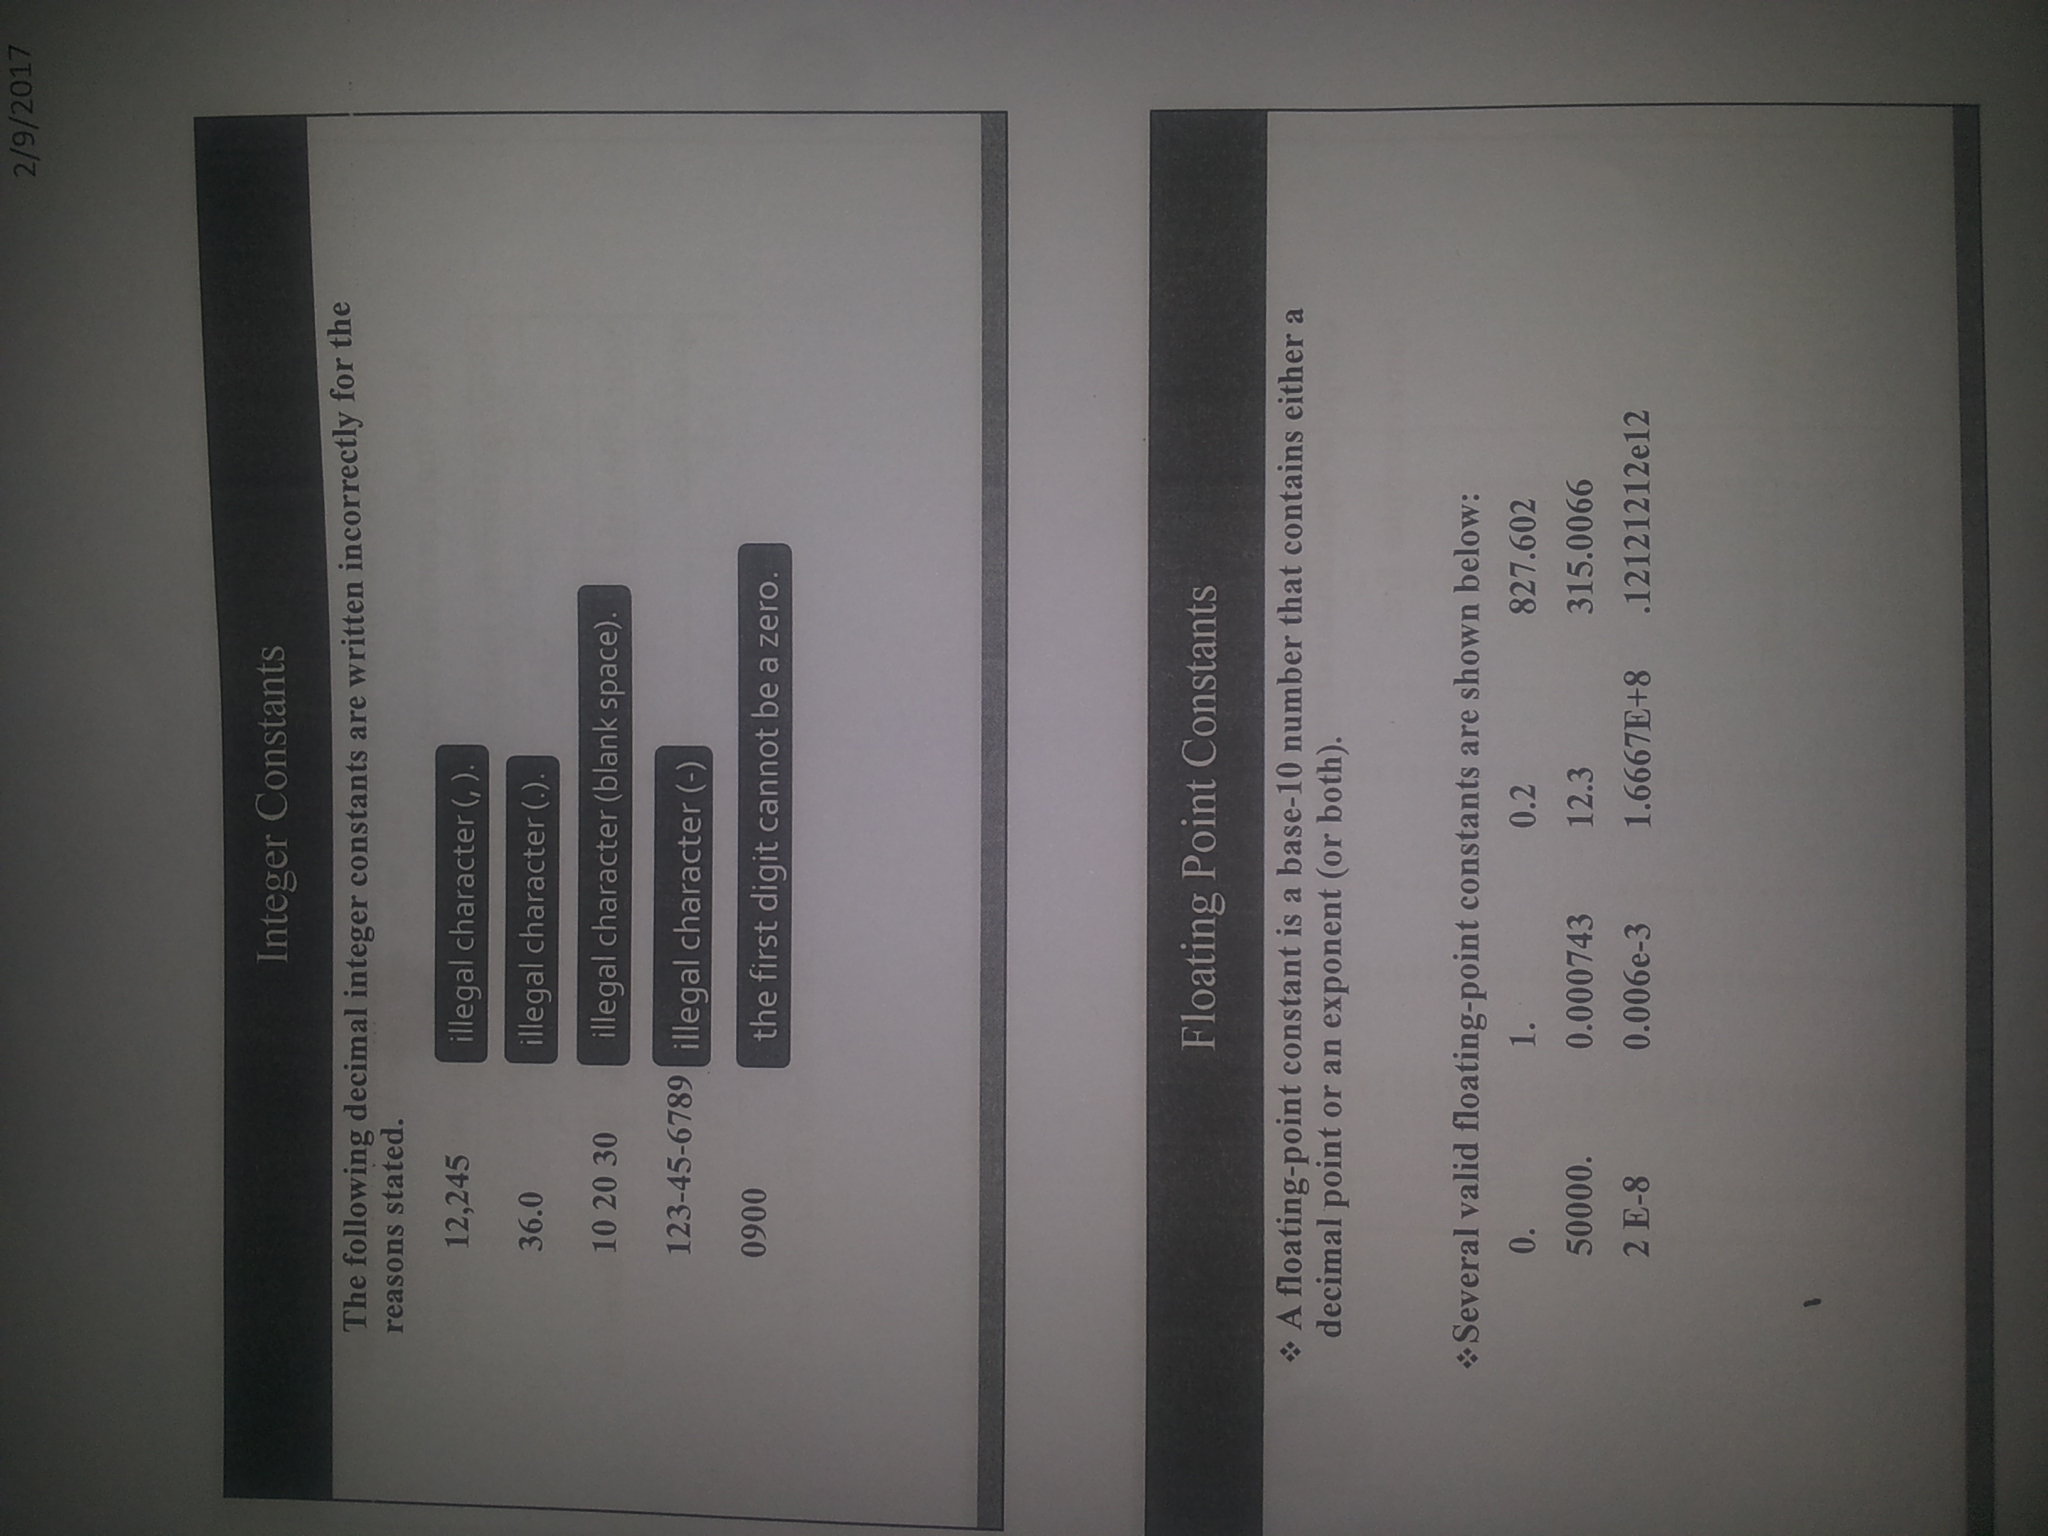 2/9/2017
Integer Constants
The following decimal integer constants are written incorrectly for the
reasons stated.
12,245 illegal character (, ).
36.0 illegal character (.).
10 20 30 illegal character (blank space).
123-45-6789 illegal character (-)
0900 the first digit cannot be a zero.
Floating Point Constants
❖ A floating-point constant is a base-10 number that contains either a
decimal point or an exponent (or both).
❖Several valid floating-point constants are shown below:
0. 1. 0.2 827.602
50000. 0.000743 12.3 315.0066
2 E-8 0.006e-3 1.6667E+8 .12121212e12